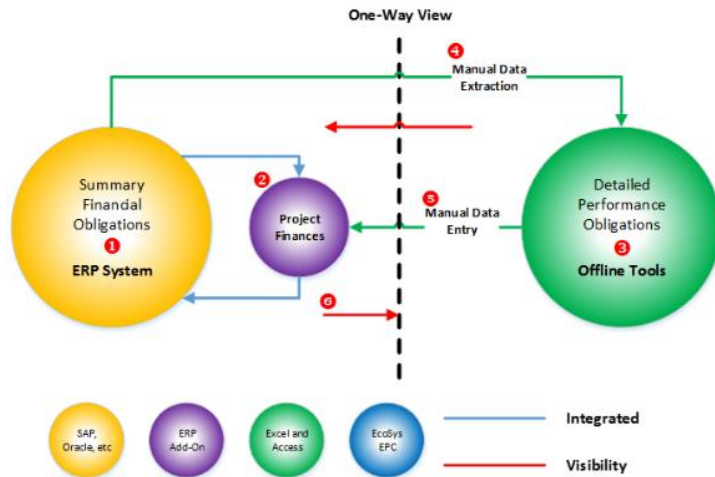 One-Way View
4
Manual Data
Extraction
Summary
Financial
Obligations
1
ERP System
2
Project
Finances
5
Manual Data
Entry
Detailed
Performance
Obligations
3
Offline Tools
6
SAP,
Oracle, etc
ERP
Add-On
Excel and
Access
EcoSys
EPC
Integrated
Visibility